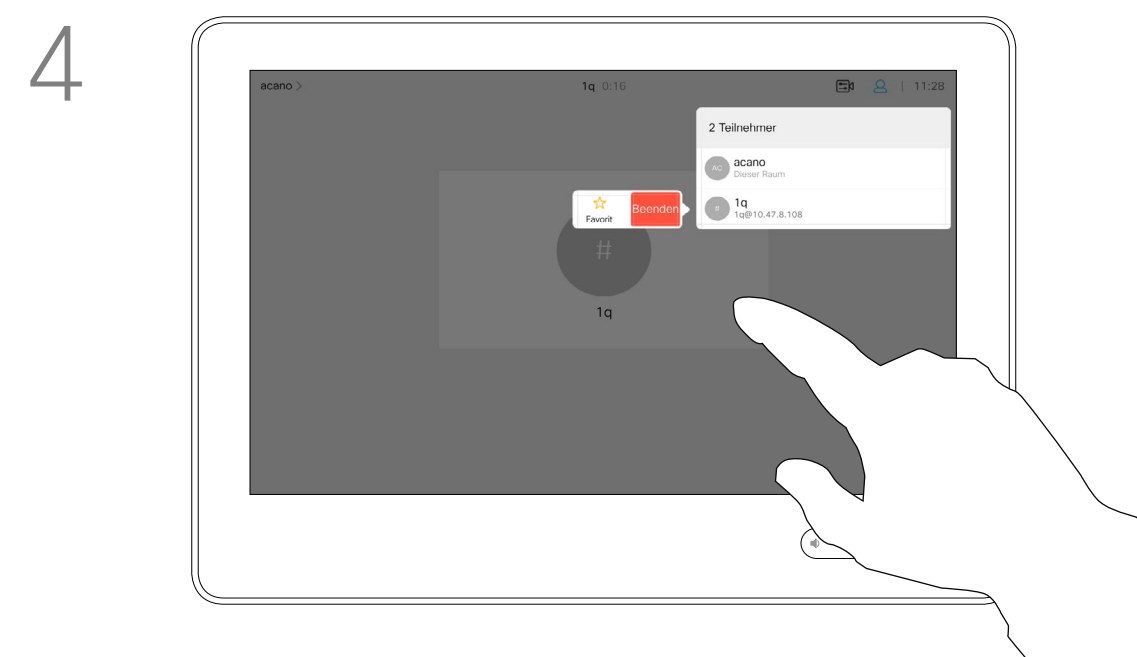 4
acano >
1q 0:16
11:28
2 Teilnehmer
AC
acano
Dieser Raum
Favorit
Beenden
#
1q
1q@10.47.8.108
#
1q